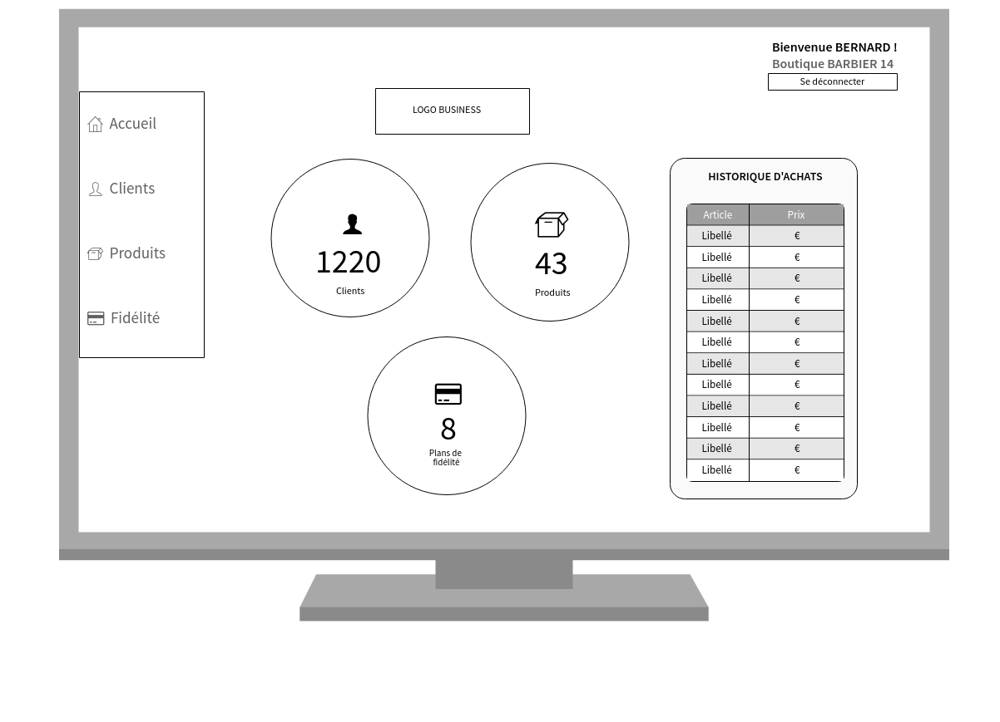 Bienvenue BERNARD !
Boutique BARBIER 14
Se déconnecter
LOGO BUSINESS
Accueil
Clients
Produits
Fidélité
1220
Clients
43
Produits
8
Plans de
fidélité
HISTORIQUE D'ACHATS
Article Prix
Libellé €
Libellé €
Libellé €
Libellé €
Libellé €
Libellé €
Libellé €
Libellé €
Libellé €
Libellé €
Libellé €
Libellé €